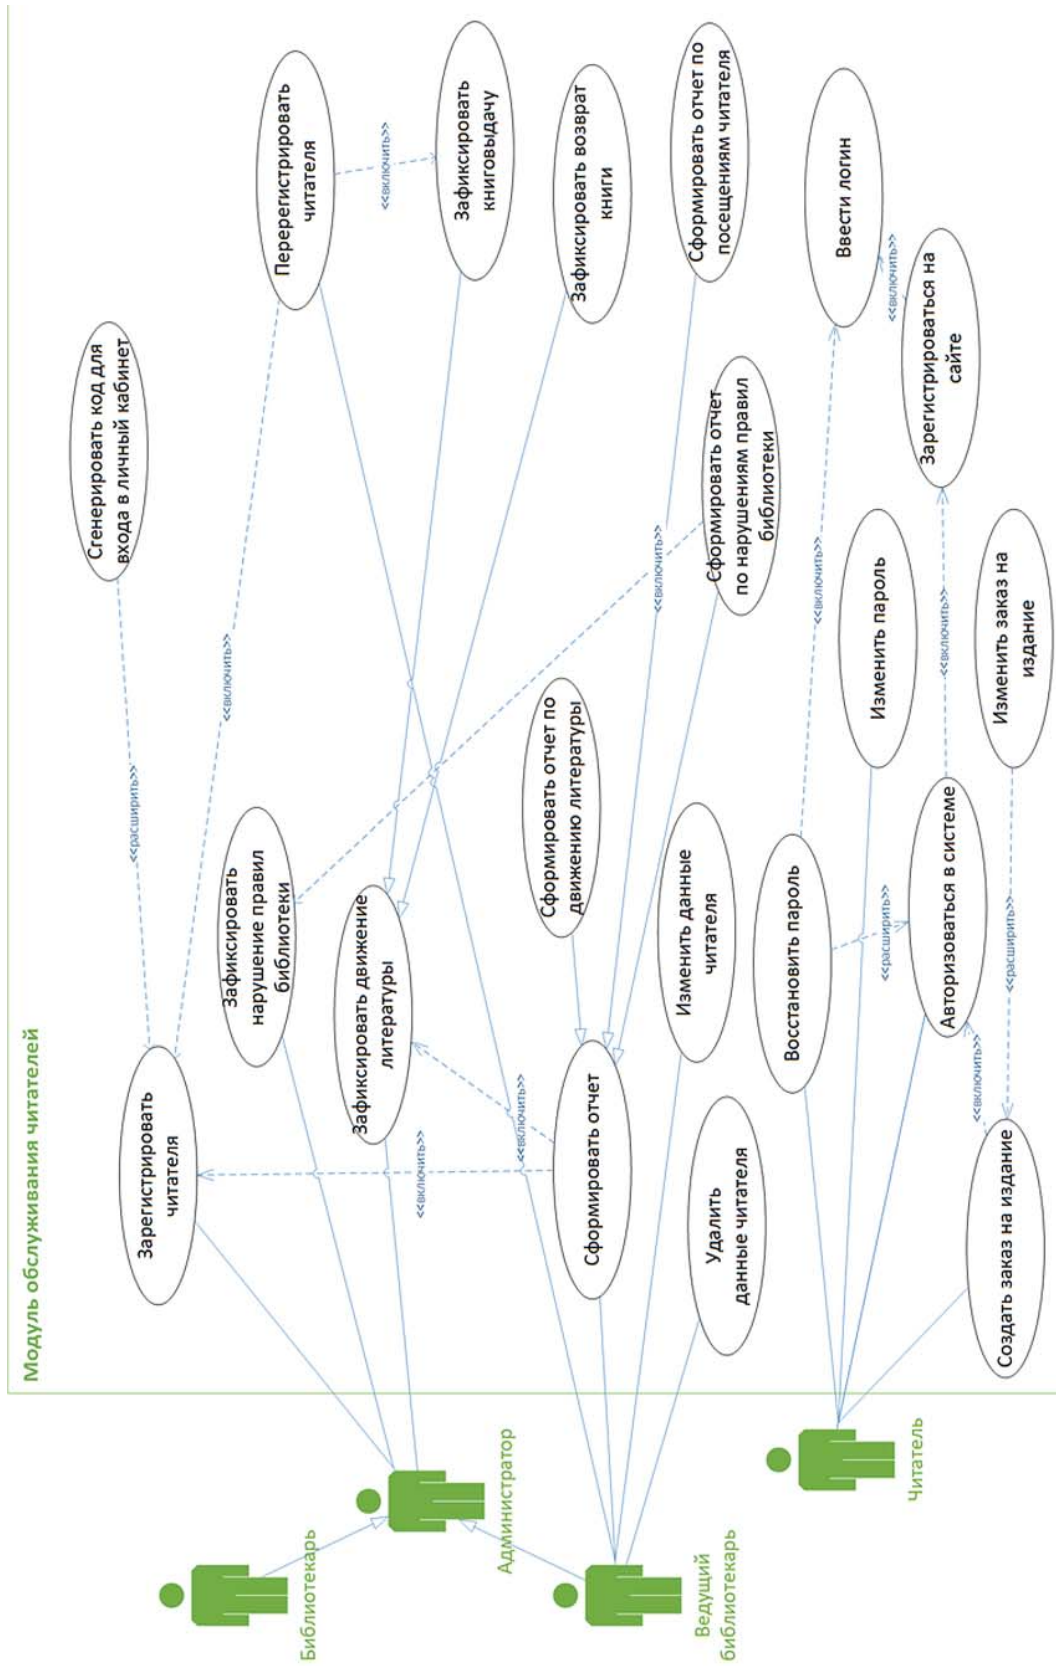 Модуль обслуживания читателей
Сгенерировать код для
входа в личный кабинет
<<расширить>>
Зарегистрировать
читателя
<<включить>>
Перерегистрировать
читателя
<<включить>>
Зафиксировать
книговыдачу
Зафиксировать
нарушение правил
библиотеки
Зафиксировать движение
литературы
<<включить>>
<<включить>>
Зафиксировать возврат
книги
Сформировать отчет по
движению литературы
Сформировать отчет
Сформировать отчет по
посещениям читателя
<<включить>>
Сформировать отчет
по нарушениям правил
библиотеки
Изменить данные
читателя
Удалить
данные читателя
Восстановить пароль
<<включить>>
Ввести логин
<<включить>>
Изменить пароль
<<расширить>>
Авторизоваться в системе
<<включить>>
Зарегистрироваться на
сайте
<<включить>>
Создать заказ на издание
<<расширить>>
Изменить заказ на
издание
Библиотекарь
Администратор
Ведущий
библиотекарь
Читатель